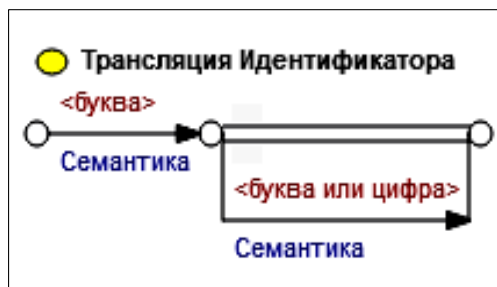 Трансляция Идентификатора
<буква>
Семантика
<буква или цифра>
Семантика